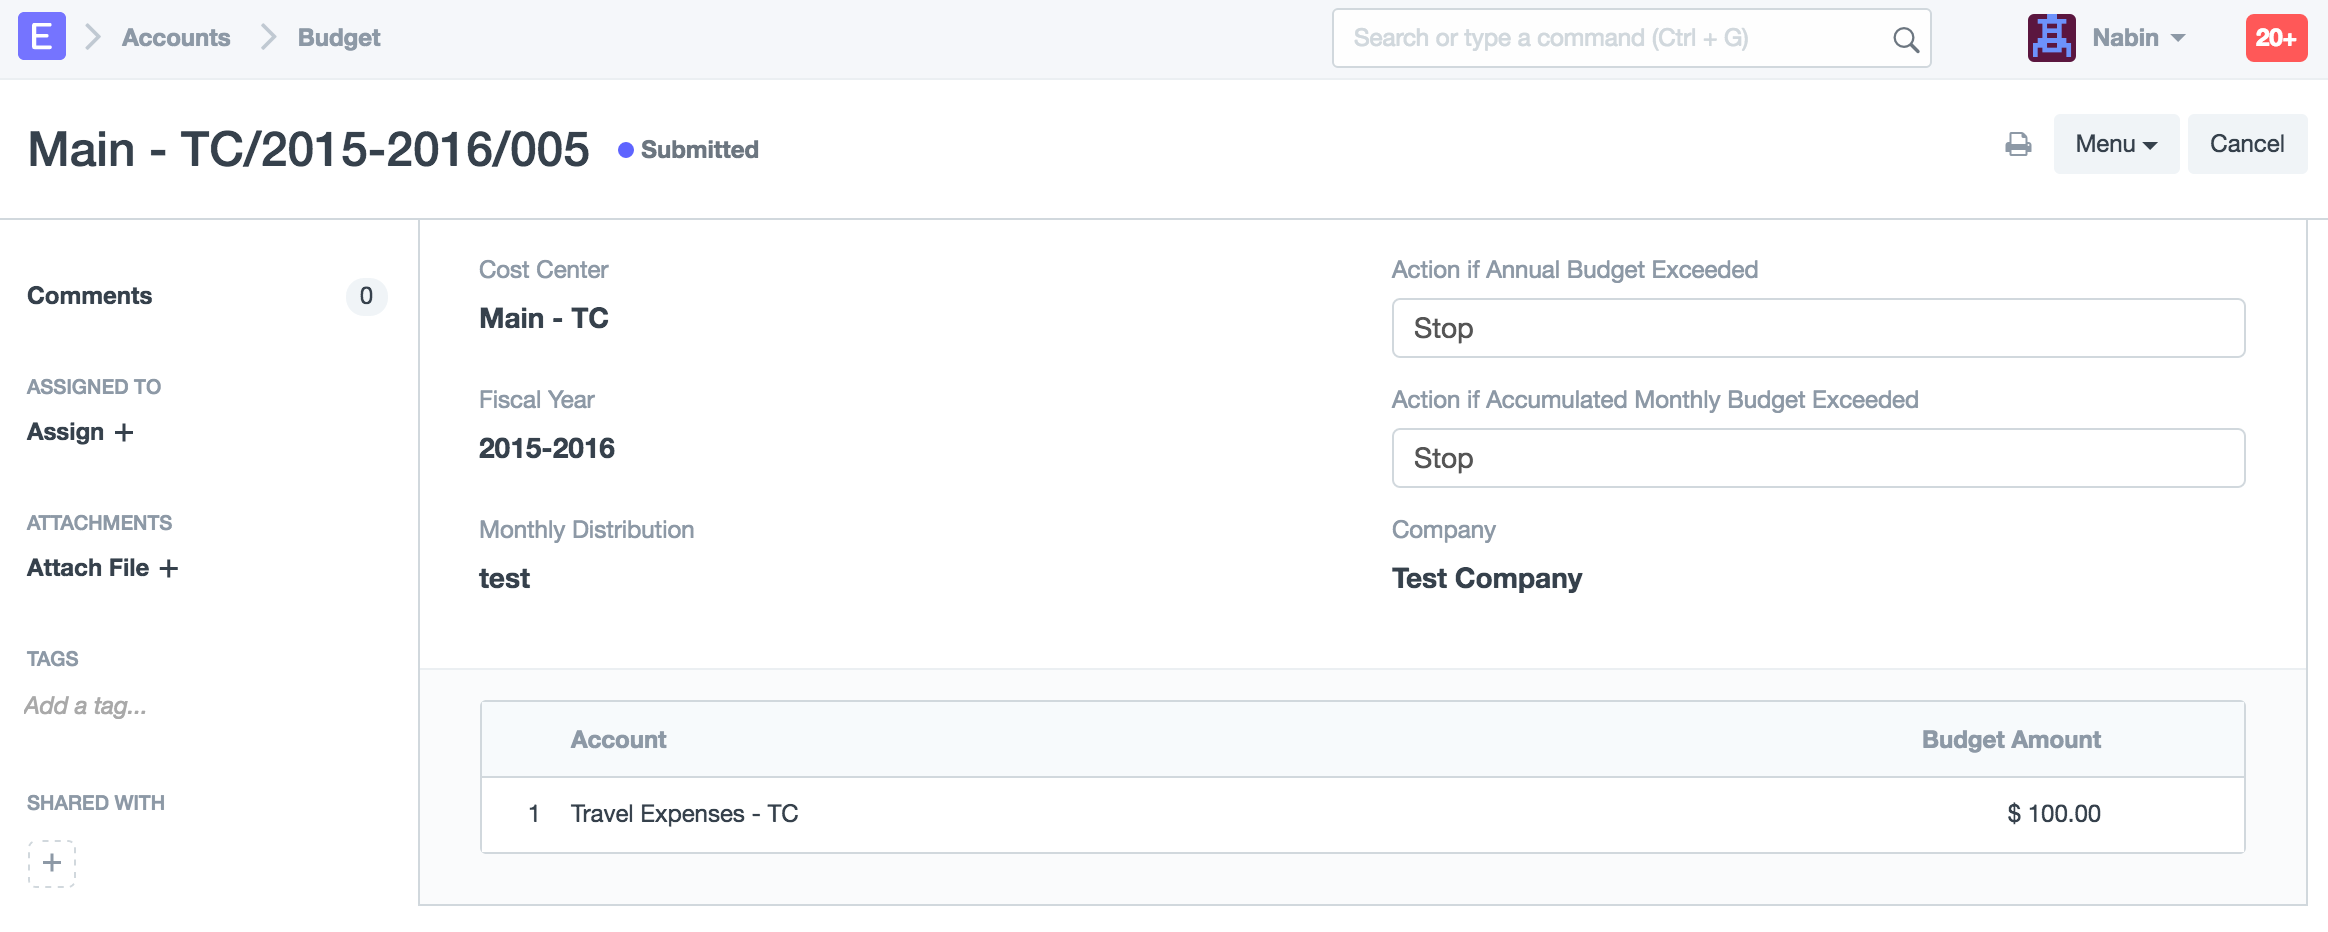 E Accounts Budget Search or type a command (Ctrl + G) Nabin 20+
Main - TC/2015-2016/005 Submitted Menu Cancel
Comments 0
ASSIGNED TO
Assign +
ATTACHMENTS
Attach File +
TAGS
Add a tag...
SHARED WITH
+
Cost Center
Main - TC
Fiscal Year
2015-2016
Monthly Distribution
test
Action if Annual Budget Exceeded
Stop
Action if Accumulated Monthly Budget Exceeded
Stop
Company
Test Company
Account Budget Amount
1 Travel Expenses - TC $ 100.00